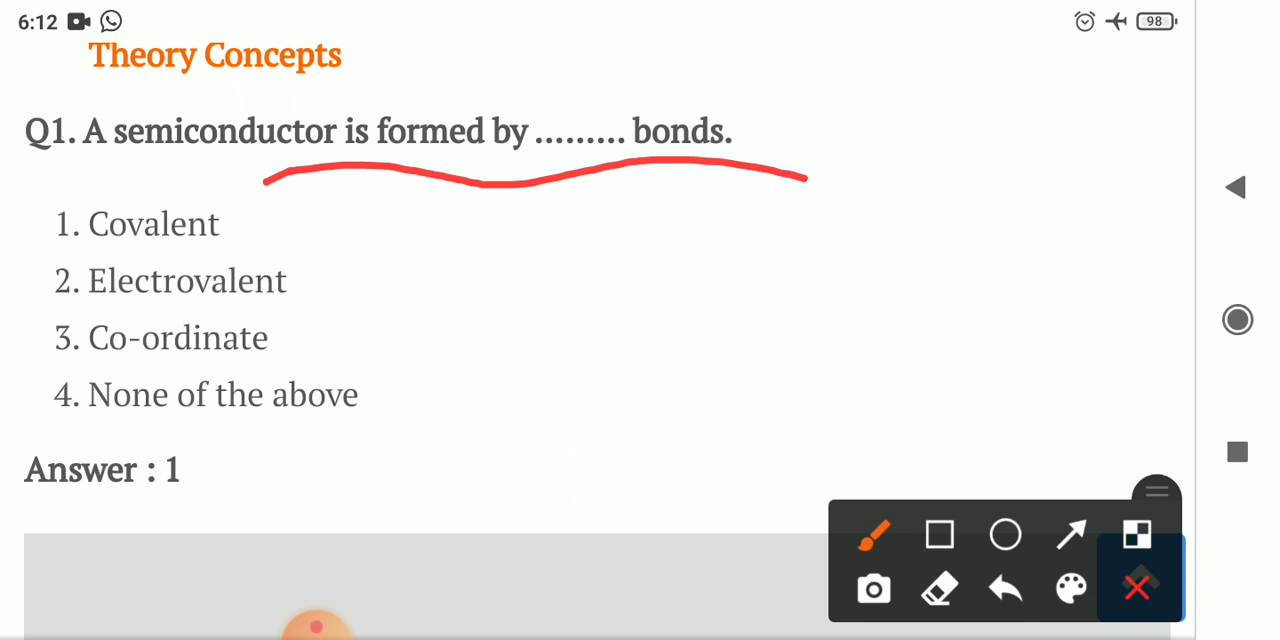 6:12
98
Theory Concepts
Q1. A semiconductor is formed by ......... bonds.
1. Covalent
2. Electrovalent
3. Co-ordinate
4. None of the above
Answer : 1